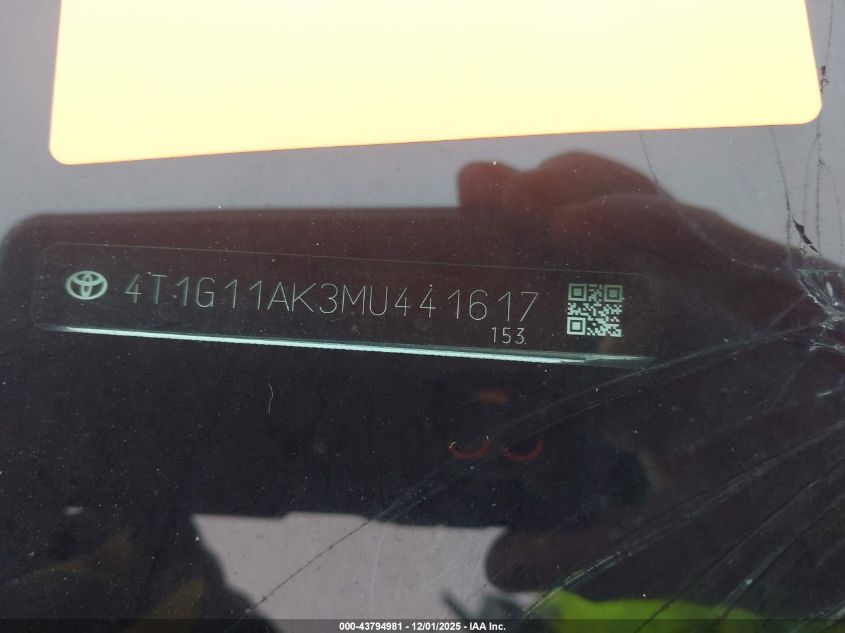 4T1G11AK3MU441617
153
000-43794981 - 12/01/2025 - IAA Inc.